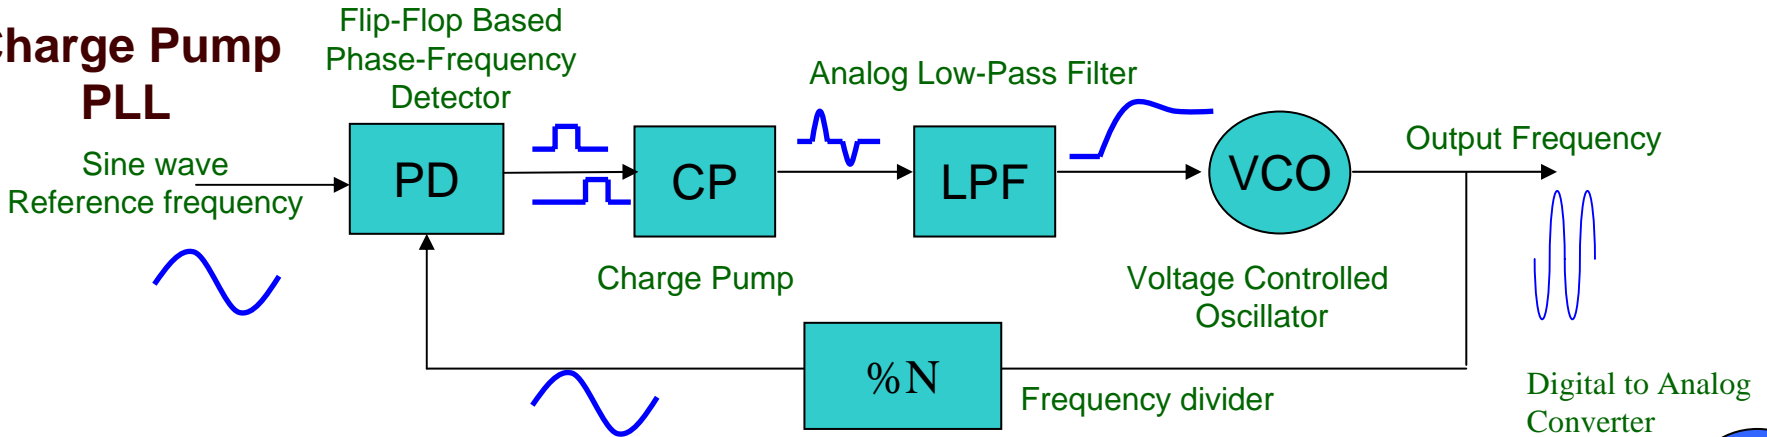 Charge Pump
PLL
Flip-Flop Based
Phase-Frequency
Detector
Analog Low-Pass Filter
Output Frequency
Sine wave
Reference frequency
PD
CP
LPF
VCO
Charge Pump
Voltage Controlled
Oscillator
%N
Frequency divider
Digital to Analog
Converter